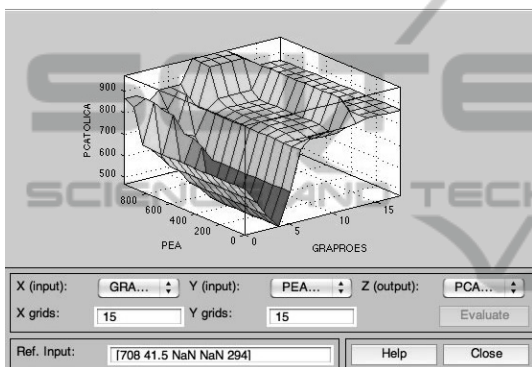 SCITE
SCIENCE AND TECH
900
800
700
600
500
PCATOLICA
800
600
400
200
0
PEA
0
5
10
15
GRAPROES
X (input): GRA... Y (input): PEA... Z (output): PCA...
X grids: 15 Y grids: 15 Evaluate
Ref. Input: [708 41.5 NaN NaN 294] Help Close